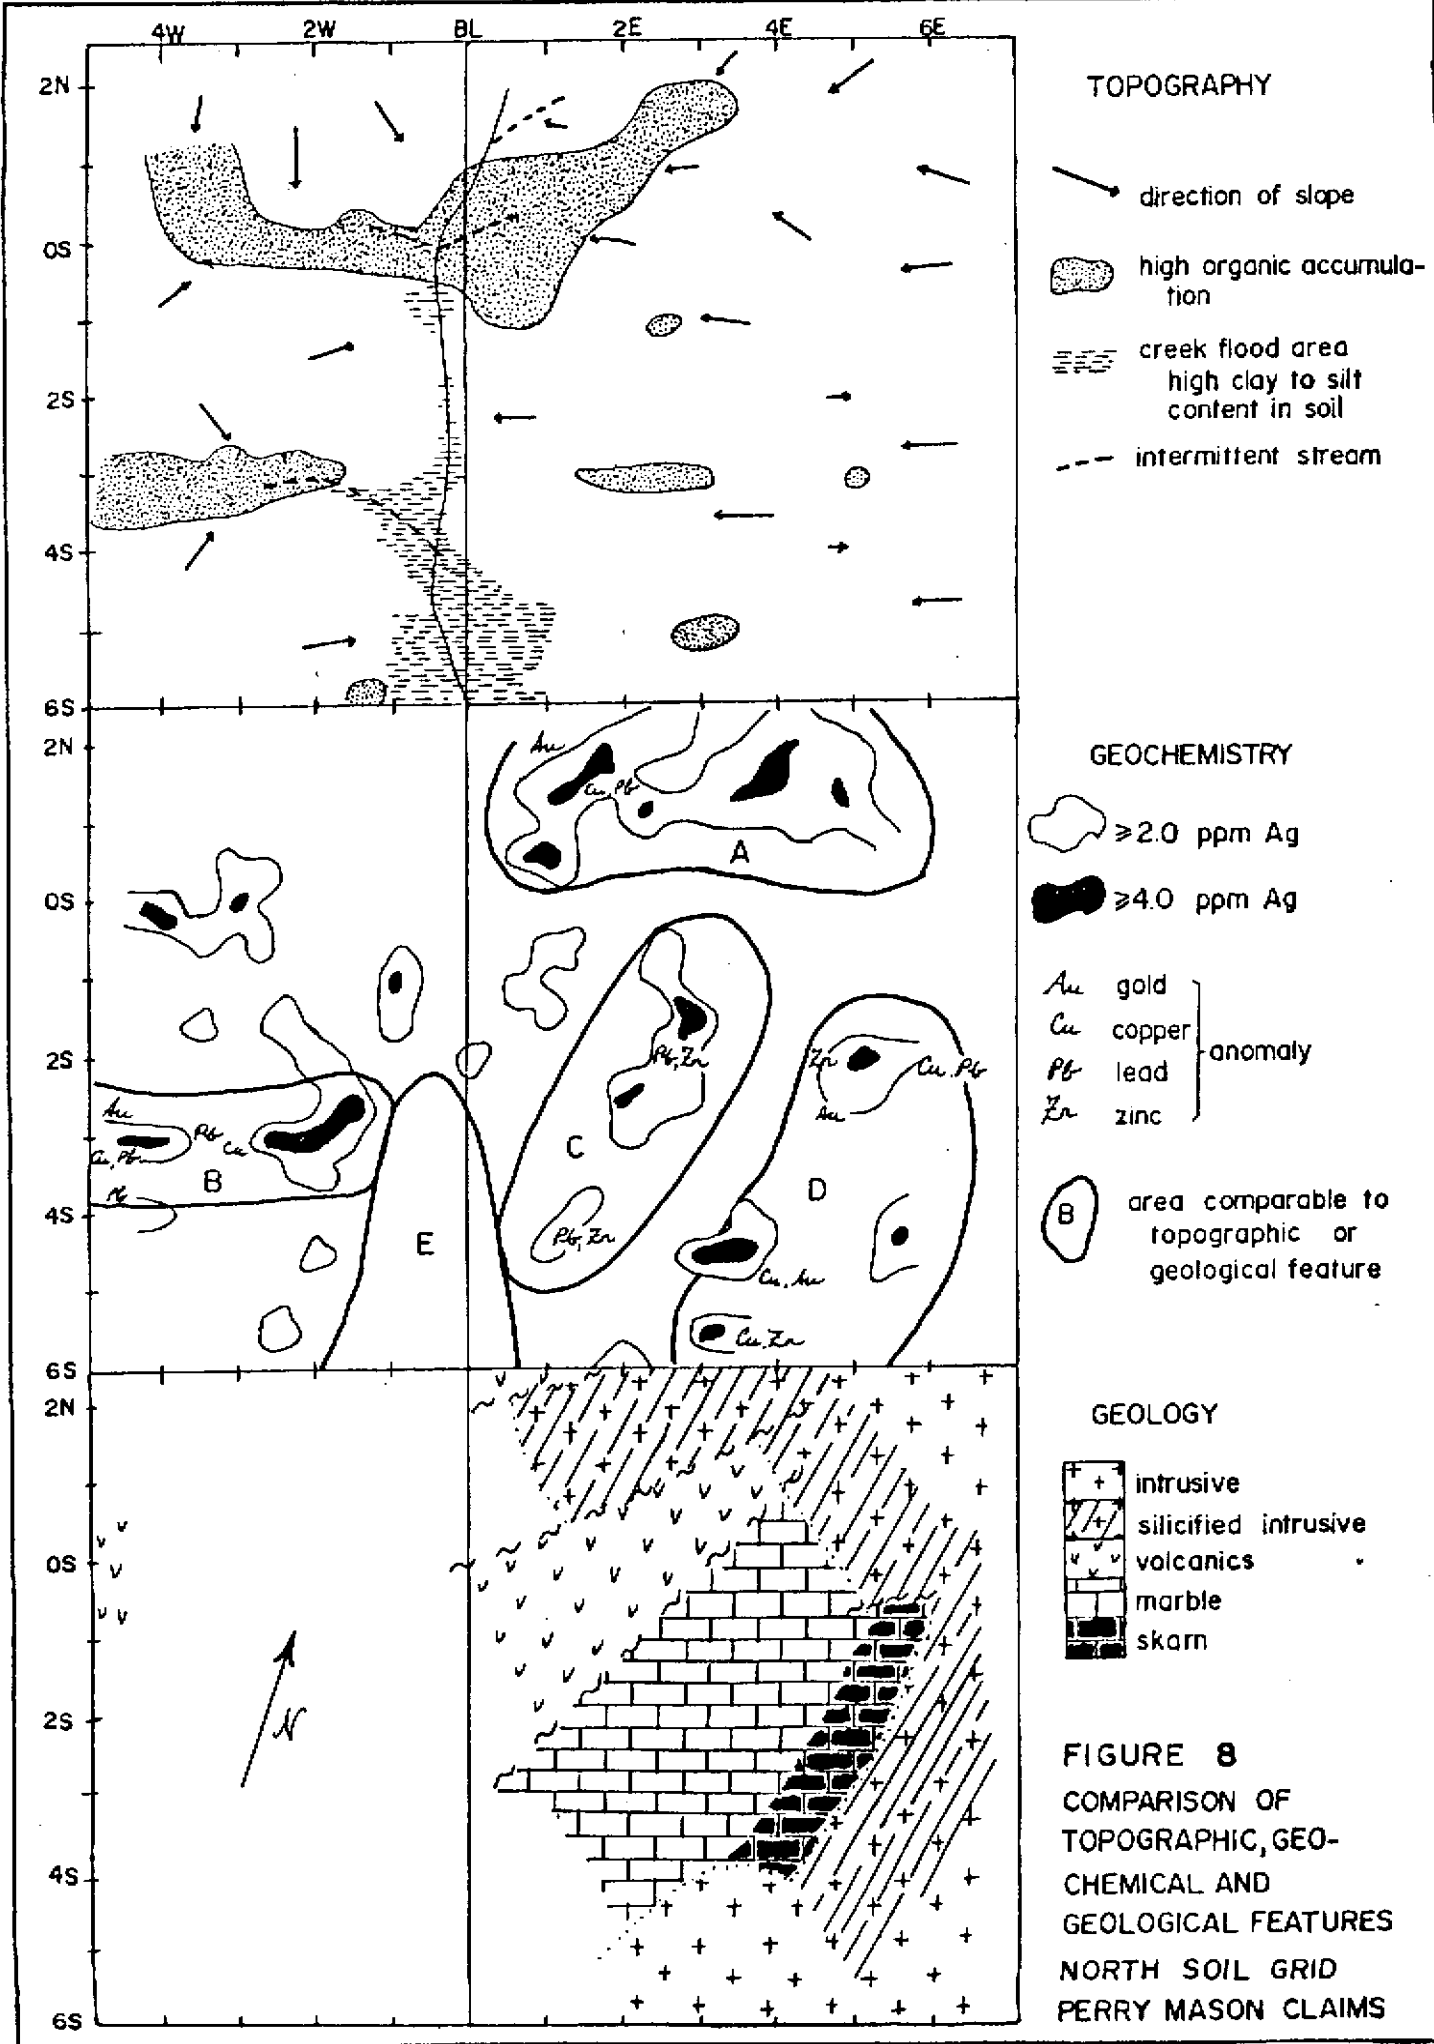 4W 2W BL 2E 4E 6E
2N
0S
2S
4S
6S
TOPOGRAPHY
direction of slope
high organic accumula-
tion
creek flood area
high clay to silt
content in soil
intermittent stream
2N
0S
2S
4S
6S
Au
Cu, Pb
A
Pb, Zn
C
Pb, Zn
Zn
Cu, Pb
Au
D
Cu, Au
Cu, Zn
Au
Cu, Pb
Pb
Cu
B
Pb
E
GEOCHEMISTRY
≥2.0 ppm Ag
≥4.0 ppm Ag
Au gold
Cu copper
Pb lead
Zn zinc
anomaly
B
area comparable to
topographic or
geological feature
2N
0S
2S
4S
6S
N
GEOLOGY
intrusive
silicified intrusive
volcanics
marble
skarn
FIGURE 8
COMPARISON OF
TOPOGRAPHIC, GEO-
CHEMICAL AND
GEOLOGICAL FEATURES
NORTH SOIL GRID
PERRY MASON CLAIMS